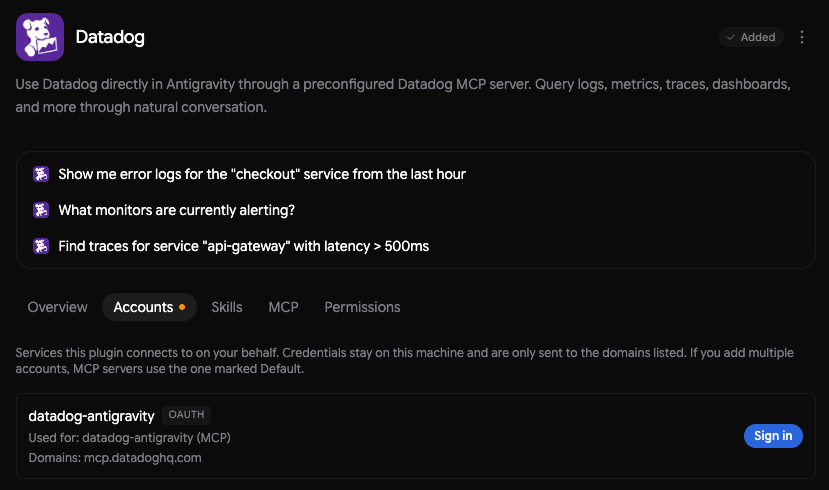 Datadog
Added
Use Datadog directly in Antigravity through a preconfigured Datadog MCP server. Query logs, metrics, traces, dashboards,
and more through natural conversation.
Show me error logs for the "checkout" service from the last hour
What monitors are currently alerting?
Find traces for service "api-gateway" with latency > 500ms
Overview Accounts Skills MCP Permissions
Services this plugin connects to on your behalf. Credentials stay on this machine and are only sent to the domains listed. If you add multiple
accounts, MCP servers use the one marked Default.
datadog-antigravity OAUTH
Used for: datadog-antigravity (MCP)
Domains: mcp.datadoghq.com
Sign in